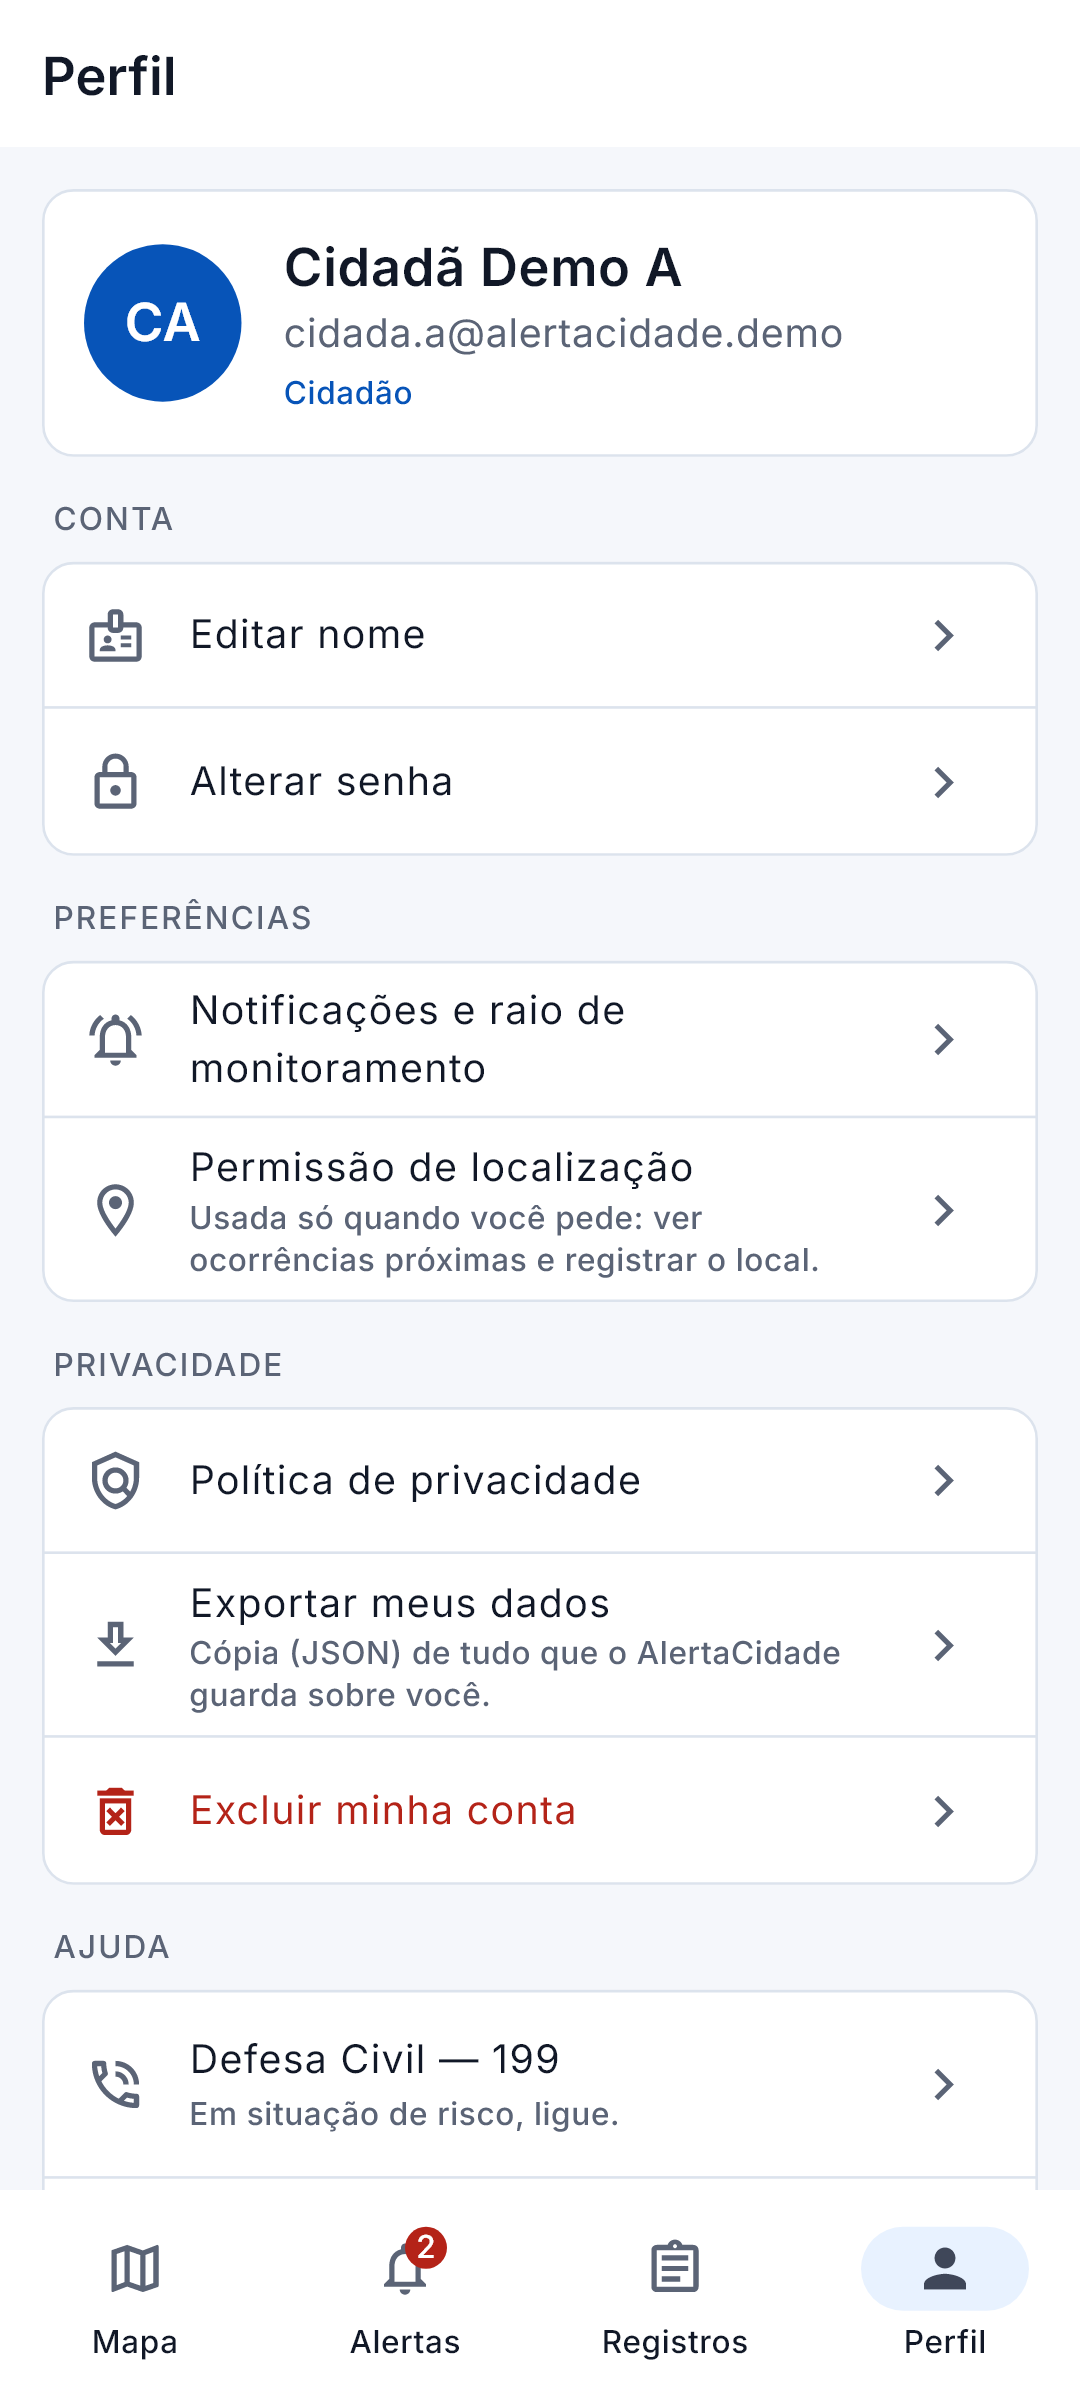 Perfil
CA
Cidadã Demo A
cidada.a@alertacidade.demo
Cidadão
CONTA
Editar nome
Alterar senha
PREFERÊNCIAS
Notificações e raio de
monitoramento
Permissão de localização
Usada só quando você pede: ver
ocorrências próximas e registrar o local.
PRIVACIDADE
Política de privacidade
Exportar meus dados
Cópia (JSON) de tudo que o AlertaCidade
guarda sobre você.
Excluir minha conta
AJUDA
Defesa Civil — 199
Em situação de risco, ligue.
2
Mapa
Alertas
Registros
Perfil